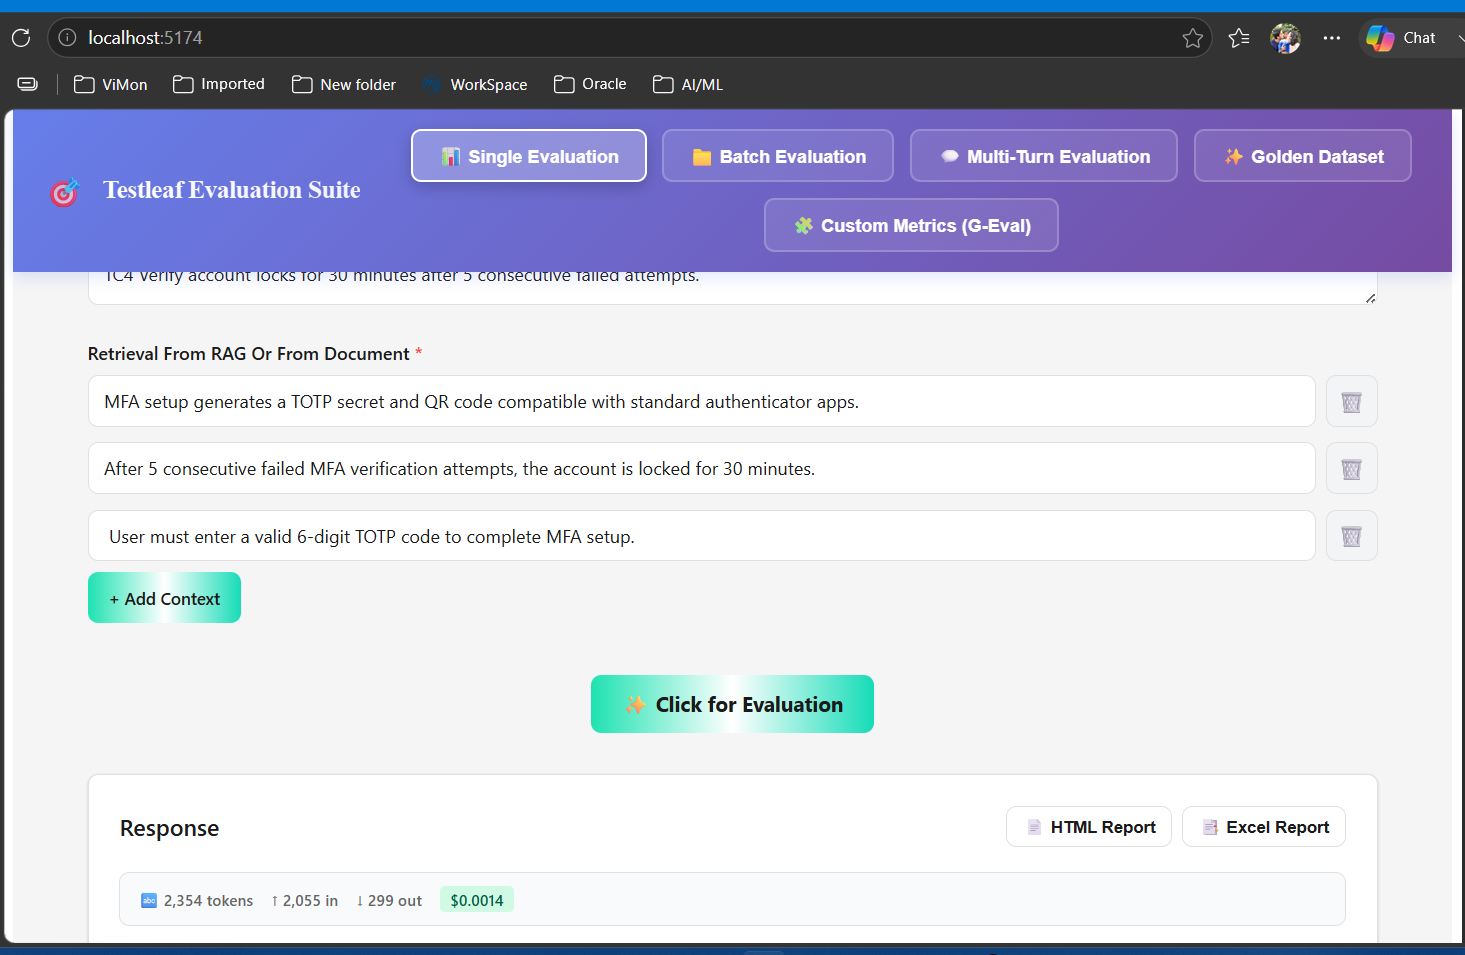 localhost:5174
Chat
ViMon
Imported
New folder
WorkSpace
Oracle
AI/ML
Testleaf Evaluation Suite
Single Evaluation
Batch Evaluation
Multi-Turn Evaluation
Golden Dataset
Custom Metrics (G-Eval)
TC4 Verify account locks for 30 minutes after 5 consecutive failed attempts.
Retrieval From RAG Or From Document *
MFA setup generates a TOTP secret and QR code compatible with standard authenticator apps.
After 5 consecutive failed MFA verification attempts, the account is locked for 30 minutes.
User must enter a valid 6-digit TOTP code to complete MFA setup.
+ Add Context
Click for Evaluation
Response
HTML Report
Excel Report
abc 2,354 tokens ↑ 2,055 in ↓ 299 out $0.0014